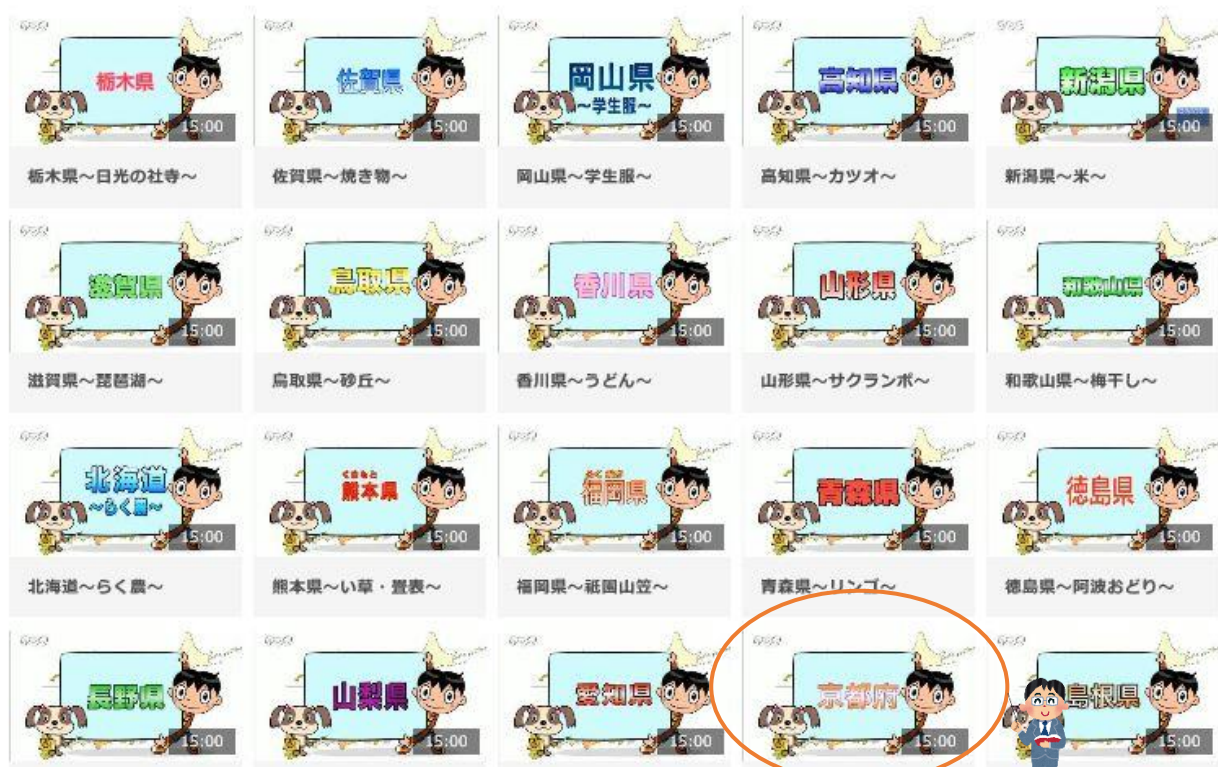 栃木県
佐賀県
岡山県
～学生服～
高知県
新潟県
15:00
15:00
15:00
15:00
15:00
栃木県～日光の社寺～
佐賀県～焼き物～
岡山県～学生服～
高知県～カツオ～
新潟県～米～
滋賀県
鳥取県
香川県
山形県
和歌山県
15:00
15:00
15:00
15:00
15:00
滋賀県～琵琶湖～
鳥取県～砂丘～
香川県～うどん～
山形県～サクランボ～
和歌山県～梅干し～
北海道
～らく農～
くまもと
熊本県
福岡県
青森県
徳島県
15:00
15:00
15:00
15:00
15:00
北海道～らく農～
熊本県～い草・畳表～
福岡県～祇園山笠～
青森県～リンゴ～
徳島県～阿波おどり～
長野県
山梨県
愛知県
京都府
島根県
15:00
15:00
15:00
15:00
15:00